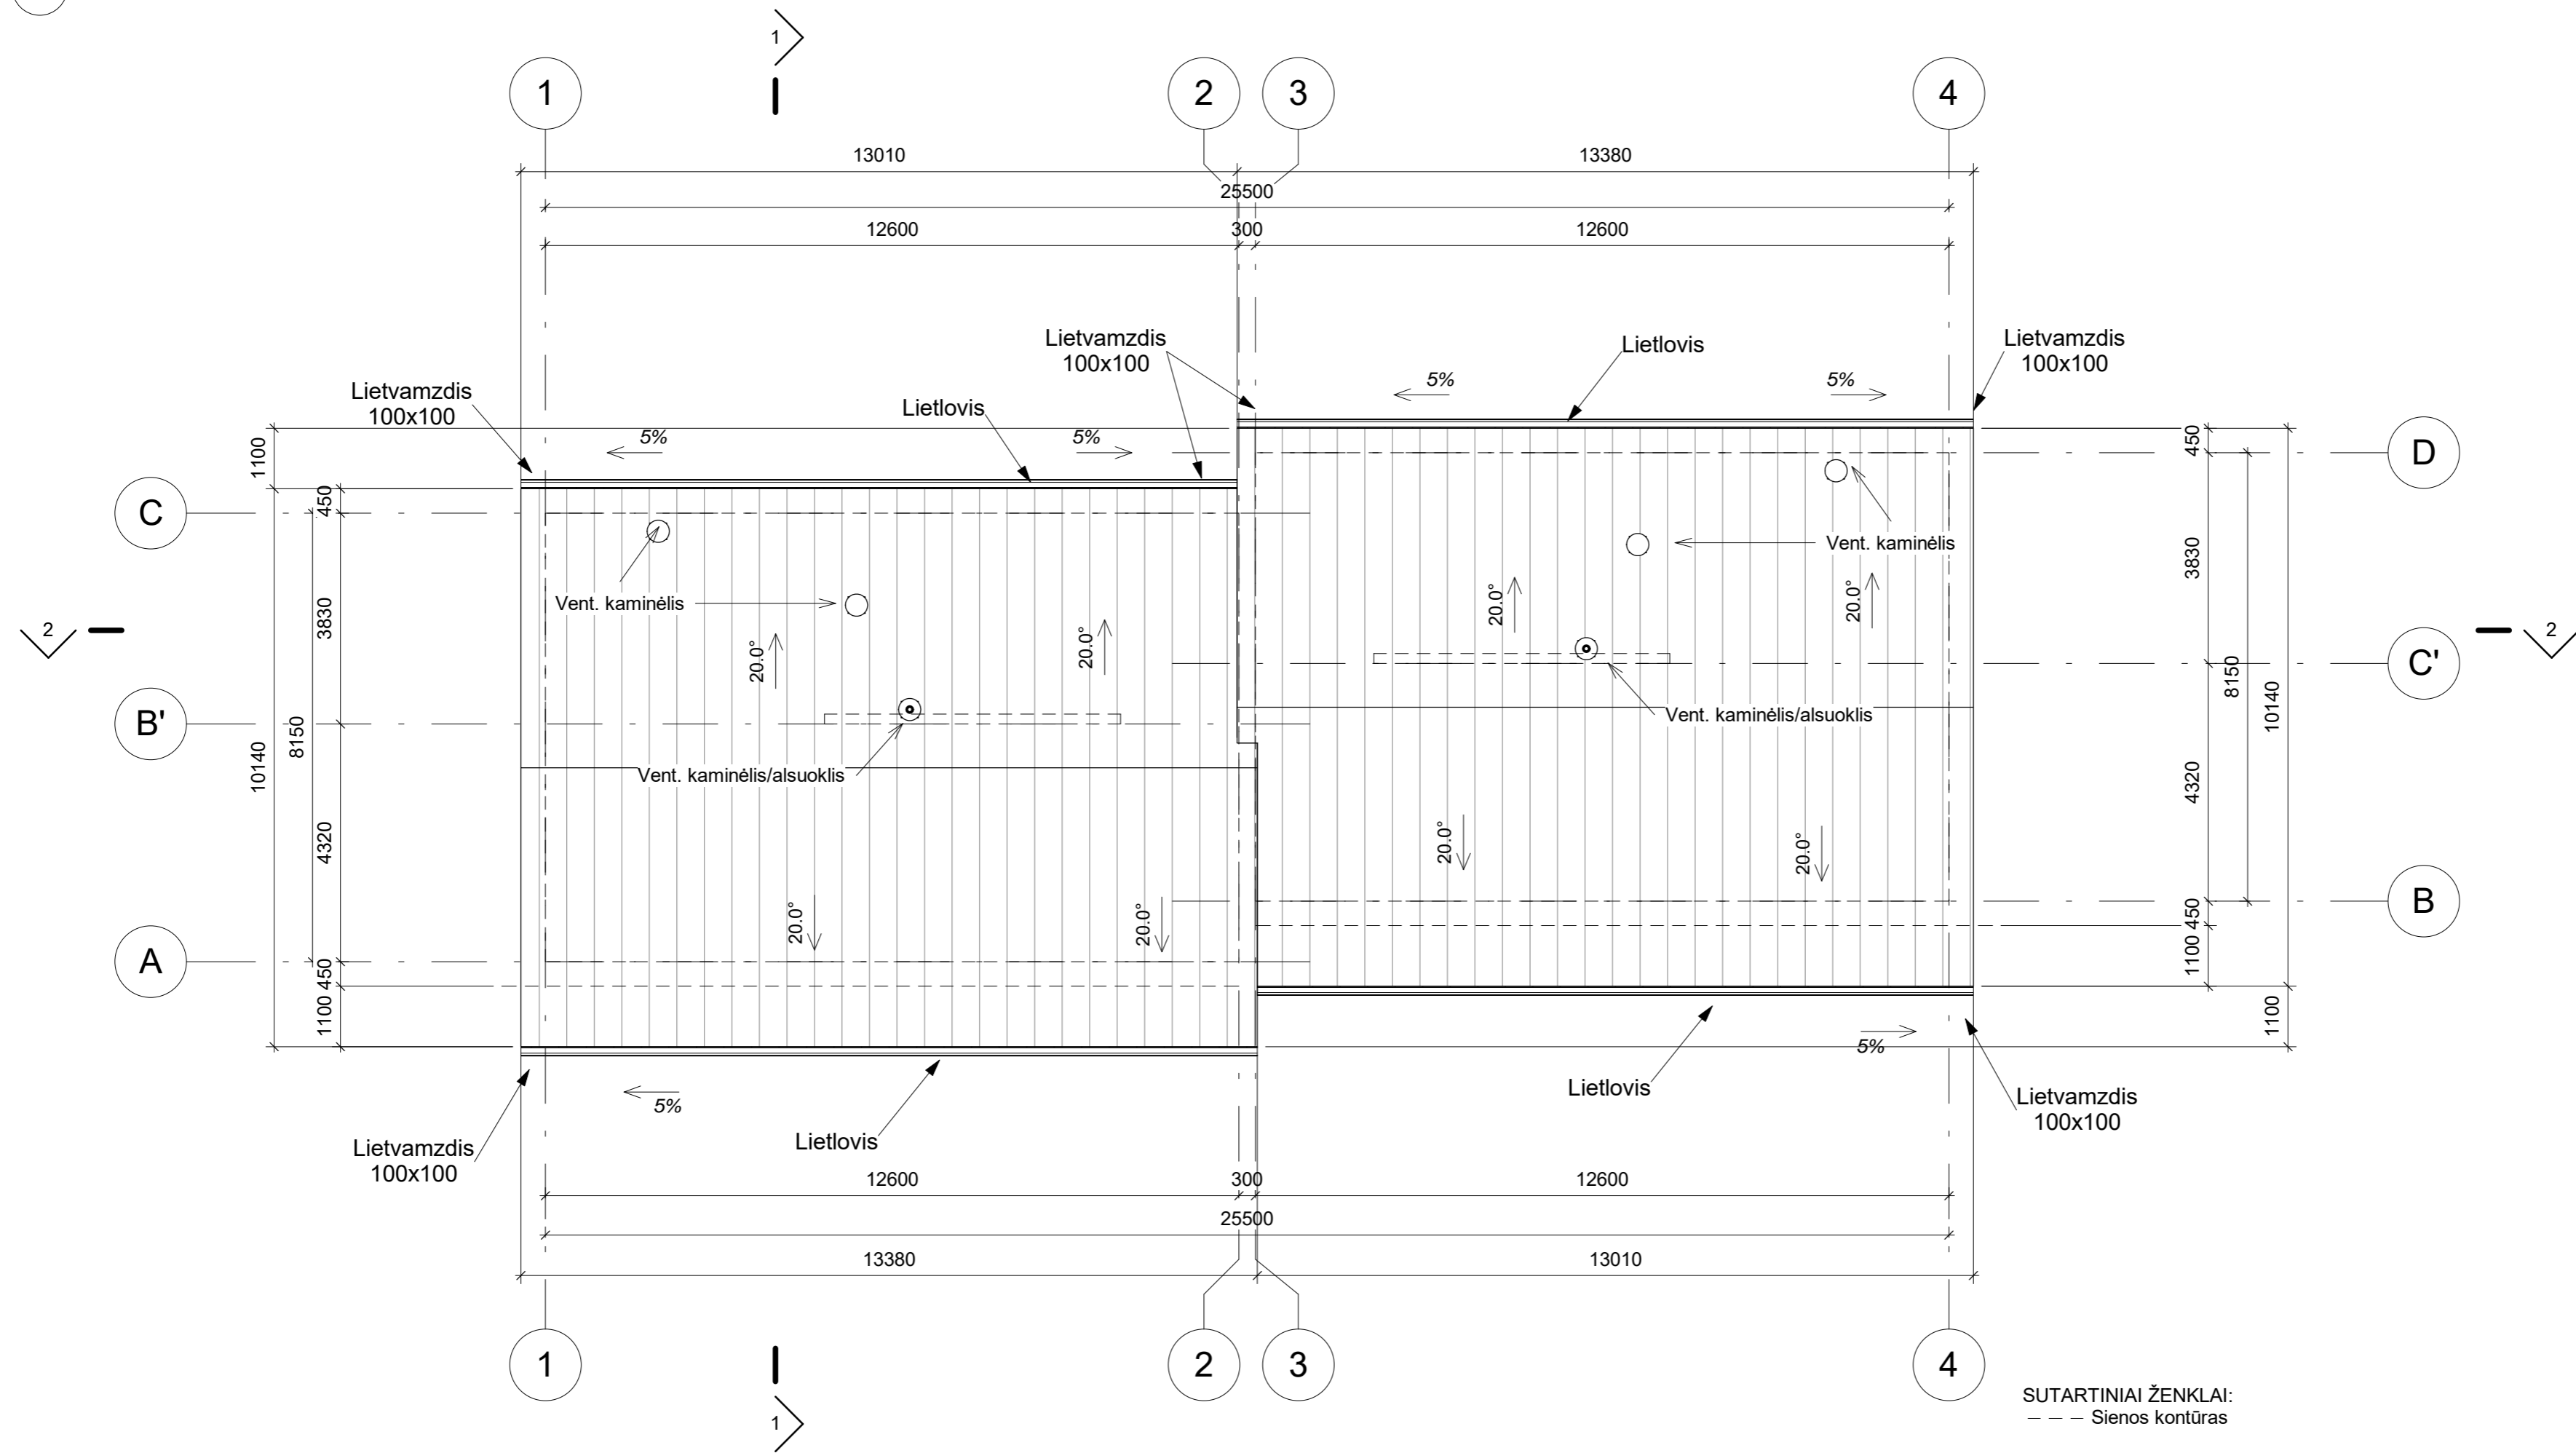 1
1
2
3
4
13010
13380
25500
12600
300
12600
Lietvamzdis
100x100
Lietlovis
Lietvamzdis
100x100
Lietvamzdis
100x100
Lietlovis
5%
5%
5%
5%
1100
450
450
C
D
Vent. kaminėlis
Vent. kaminėlis
3830
3830
20.0°
20.0°
20.0°
20.0°
2
2
B'
C'
8150
10140
8150
10140
Vent. kaminėlis/alsuoklis
Vent. kaminėlis/alsuoklis
4320
4320
20.0°
20.0°
20.0°
20.0°
A
B
450
1100
450
1100
1100
5%
5%
Lietlovis
Lietlovis
Lietvamzdis
100x100
Lietvamzdis
100x100
12600
300
12600
25500
13380
13010
1
2
3
4
1
SUTARTINIAI ŽENKLAI:
Sienos kontūras